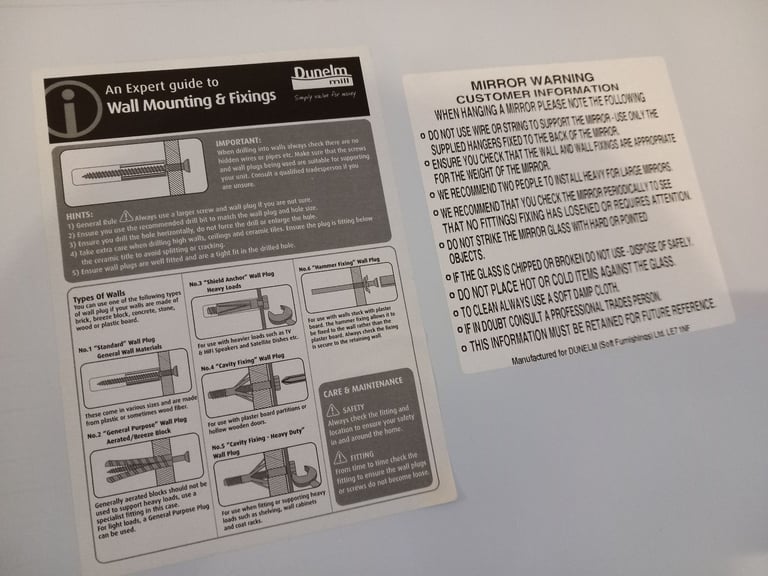 An Expert guide to
Wall Mounting & Fixings
Dunelm
mill
Simply value for money
IMPORTANT:
When drilling into walls always check there are no
hidden wires or pipes etc. Make sure that the screws
and wall plugs being used are suitable for supporting
your unit. Consult a qualified tradesperson if you
are unsure.
HINTS:
1) General Rule Always use a larger screw and wall plug if you are not sure.
2) Ensure you use the recommended drill bit to match the wall plug and hole size.
3) Ensure you drill the hole horizontally, do not force the drill or enlarge the hole.
4) Take extra care when drilling high walls, ceilings and ceramic tiles. Ensure the plug is fitting below
the ceramic title to avoid splitting or cracking.
5) Ensure wall plugs are well fitted and are a tight fit in the drilled hole.
Types Of Walls
You can use one of the following types
of wall plug if your walls are made of
brick, breeze block, concrete, stone,
wood or plaster board.
No.1 "Standard" Wall Plug
General Wall Materials
These come in various sizes and are made
from plastic or sometimes wood fiber.
No.2 "General Purpose" Wall Plug
Aerated/Breeze Block
Generally aerated blocks should not be
used to support heavy loads, use a
specialist fitting in this case.
For light loads, a General Purpose Plug
can be used.
No.3 "Shield Anchor" Wall Plug
Heavy Loads
For use with heavier loads such as TV
& HiFi Speakers and Satellite Dishes etc.
No.4 "Cavity Fixing" Wall Plug
For use with plaster board partitions or
hollow wooden doors.
No.5 "Cavity Fixing - Heavy Duty"
Wall Plug
For use when fitting or supporting heavy
loads such as shelving, wall cabinets
and coat racks.
No.6 "Hammer Fixing" Wall Plug
For use with walls stuck with plaster
board. The hammer fixing allows it to
be fixed to the wall rather than the
plaster board. Always check the fixing
is secure to the retaining wall.
CARE & MAINTENANCE
SAFETY
Always check the fitting and
location to ensure your safety
in and around the home.
FITTING
From time to time check the
fitting to ensure the wall plugs
or screws do not become loose.
MIRROR WARNING
CUSTOMER INFORMATION
WHEN HANGING A MIRROR PLEASE NOTE THE FOLLOWING
DO NOT USE WIRE OR STRING TO SUPPORT THE MIRROR - USE ONLY THE
SUPPLIED HANGERS FIXED TO THE BACK OF THE MIRROR.
ENSURE YOU CHECK THAT THE WALL AND WALL FIXINGS ARE APPROPRIATE
FOR THE WEIGHT OF THE MIRROR.
WE RECOMMEND TWO PEOPLE TO INSTALL HEAVY FOR LARGE MIRRORS.
WE RECOMMEND THAT YOU CHECK THE MIRROR PERIODICALLY TO SEE
THAT NO FITTINGS/ FIXING HAS LOSENED OR REQUIRES ATTENTION.
DO NOT STRIKE THE MIRROR GLASS WITH HARD OR POINTED
OBJECTS.
IF THE GLASS IS CHIPPED OR BROKEN DO NOT USE - DISPOSE OF SAFELY.
DO NOT PLACE HOT OR COLD ITEMS AGAINST THE GLASS.
TO CLEAN ALWAYS USE A SOFT DAMP CLOTH.
IF IN DOUBT CONSULT A PROFESSIONAL TRADES PERSON.
THIS INFORMATION MUST BE RETAINED FOR FUTURE REFERENCE.
Manufactured for DUNELM (Soft Furnishings) Ltd. LE7 1NF